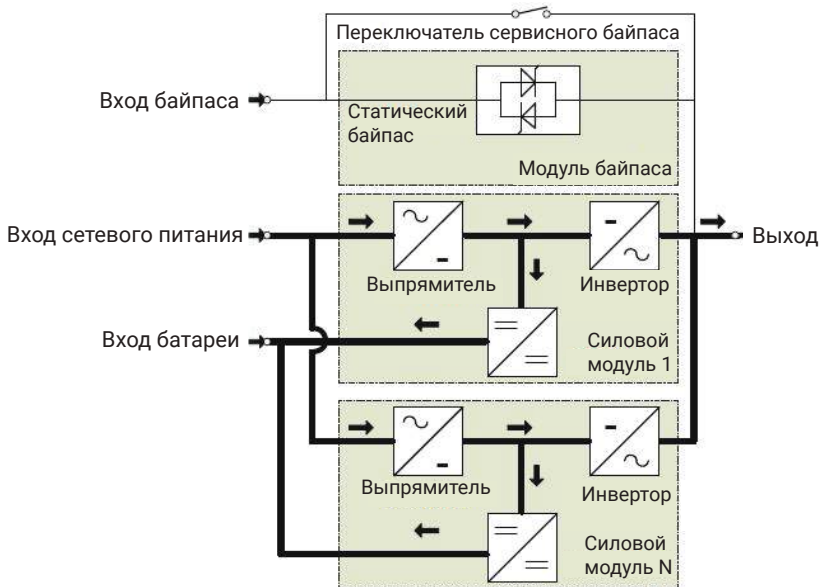 Переключатель сервисного байпаса
Вход байпаса
Статический
байпас
Модуль байпаса
Вход сетевого питания
Выход
Выпрямитель
Инвертор
Вход батареи
Силовой
модуль 1
Выпрямитель
Инвертор
Силовой
модуль N